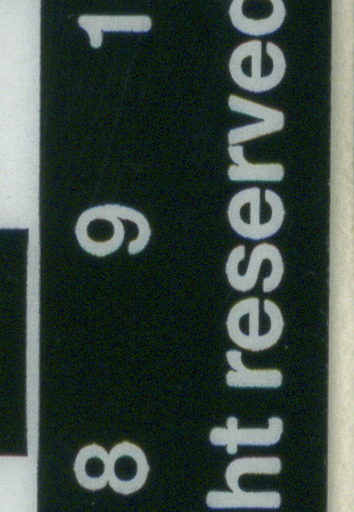 8 9 1
ht reserved